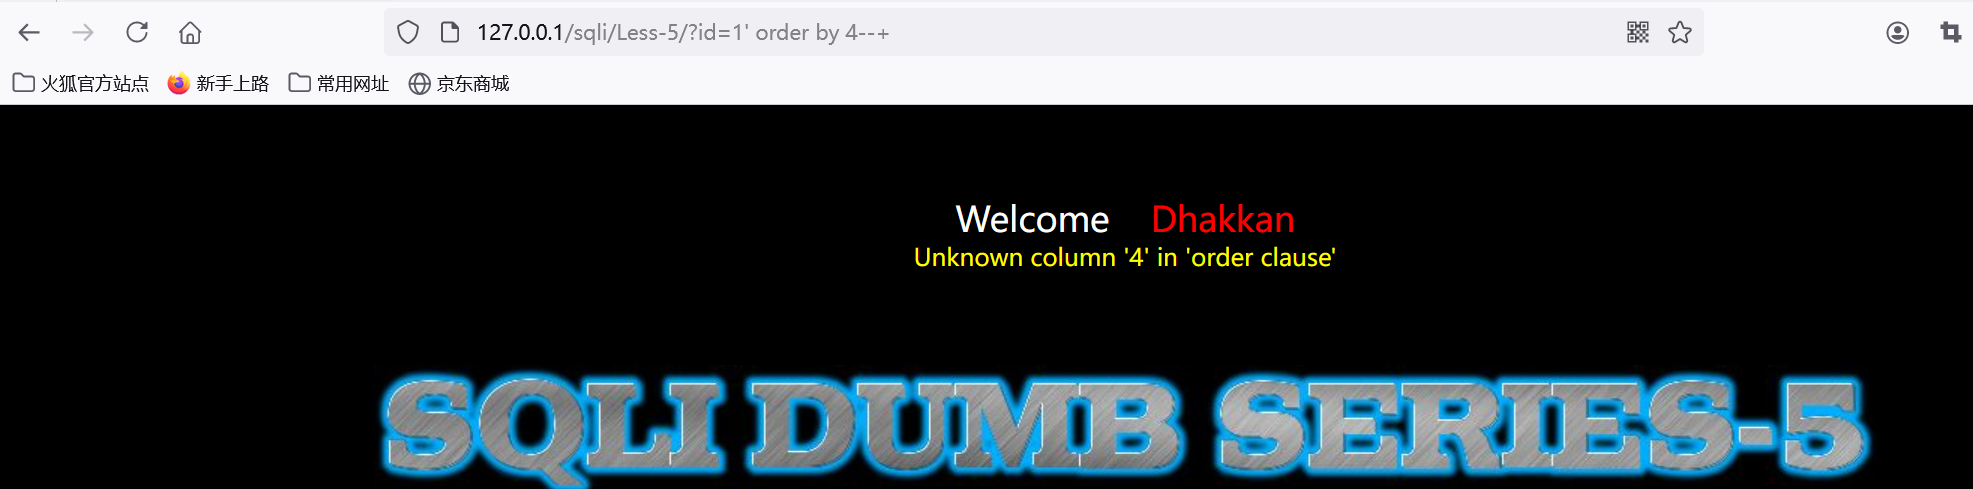 127.0.0.1/sqli/Less-5/?id=1' order by 4--+
火狐官方站点 新手上路 常用网址 京东商城
Welcome Dhakkan
Unknown column '4' in 'order clause'
SQLI DUMB SERIES-5